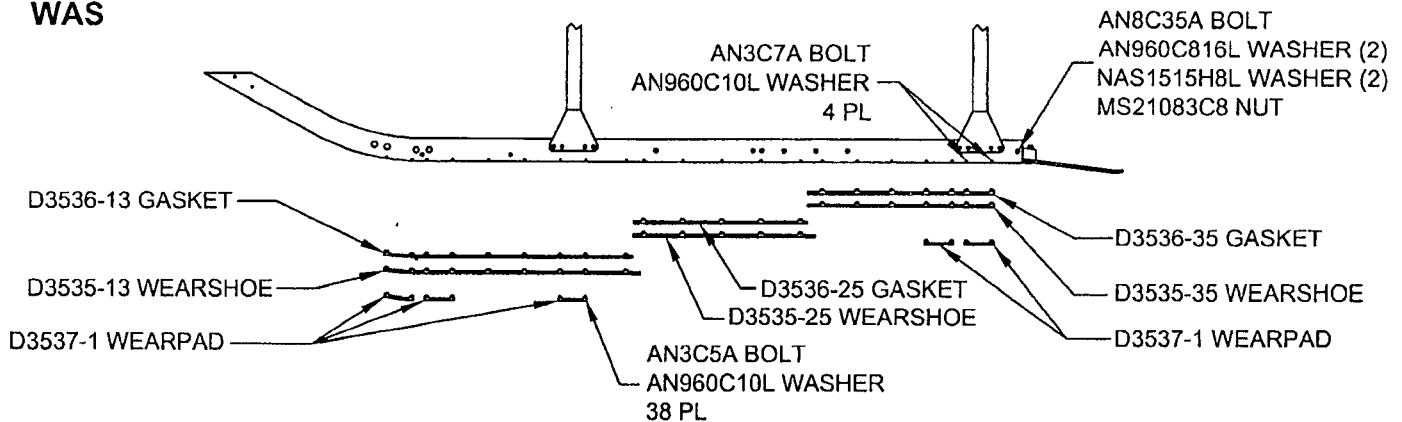 WAS
AN8C35A BOLT
AN960C816L WASHER (2)
NAS1515H8L WASHER (2)
MS21083C8 NUT
AN3C7A BOLT
AN960C10L WASHER
4 PL
D3536-13 GASKET
D3535-13 WEARSHOE
D3537-1 WEARPAD
D3536-25 GASKET
D3535-25 WEARSHOE
AN3C5A BOLT
AN960C10L WASHER
38 PL
D3536-35 GASKET
D3535-35 WEARSHOE
D3537-1 WEARPAD